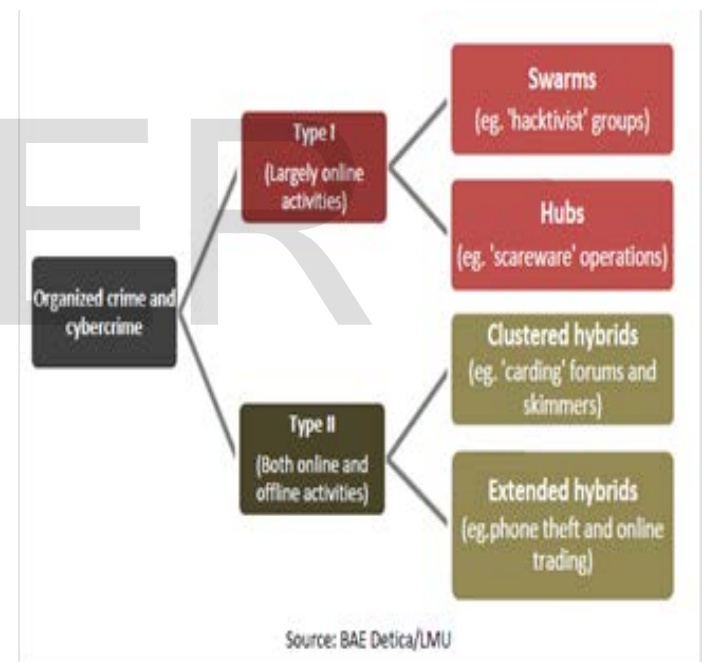 Organized crime and
cybercrime
Type I
(Largely online
activities)
Swarms
(eg. 'hacktivist' groups)
Hubs
(eg. 'scareware' operations)
Type II
(Both online and
offline activities)
Clustered hybrids
(eg. 'carding' forums and
skimmers)
Extended hybrids
(eg.phone theft and online
trading)
Source: BAE Detica/LMU
ER